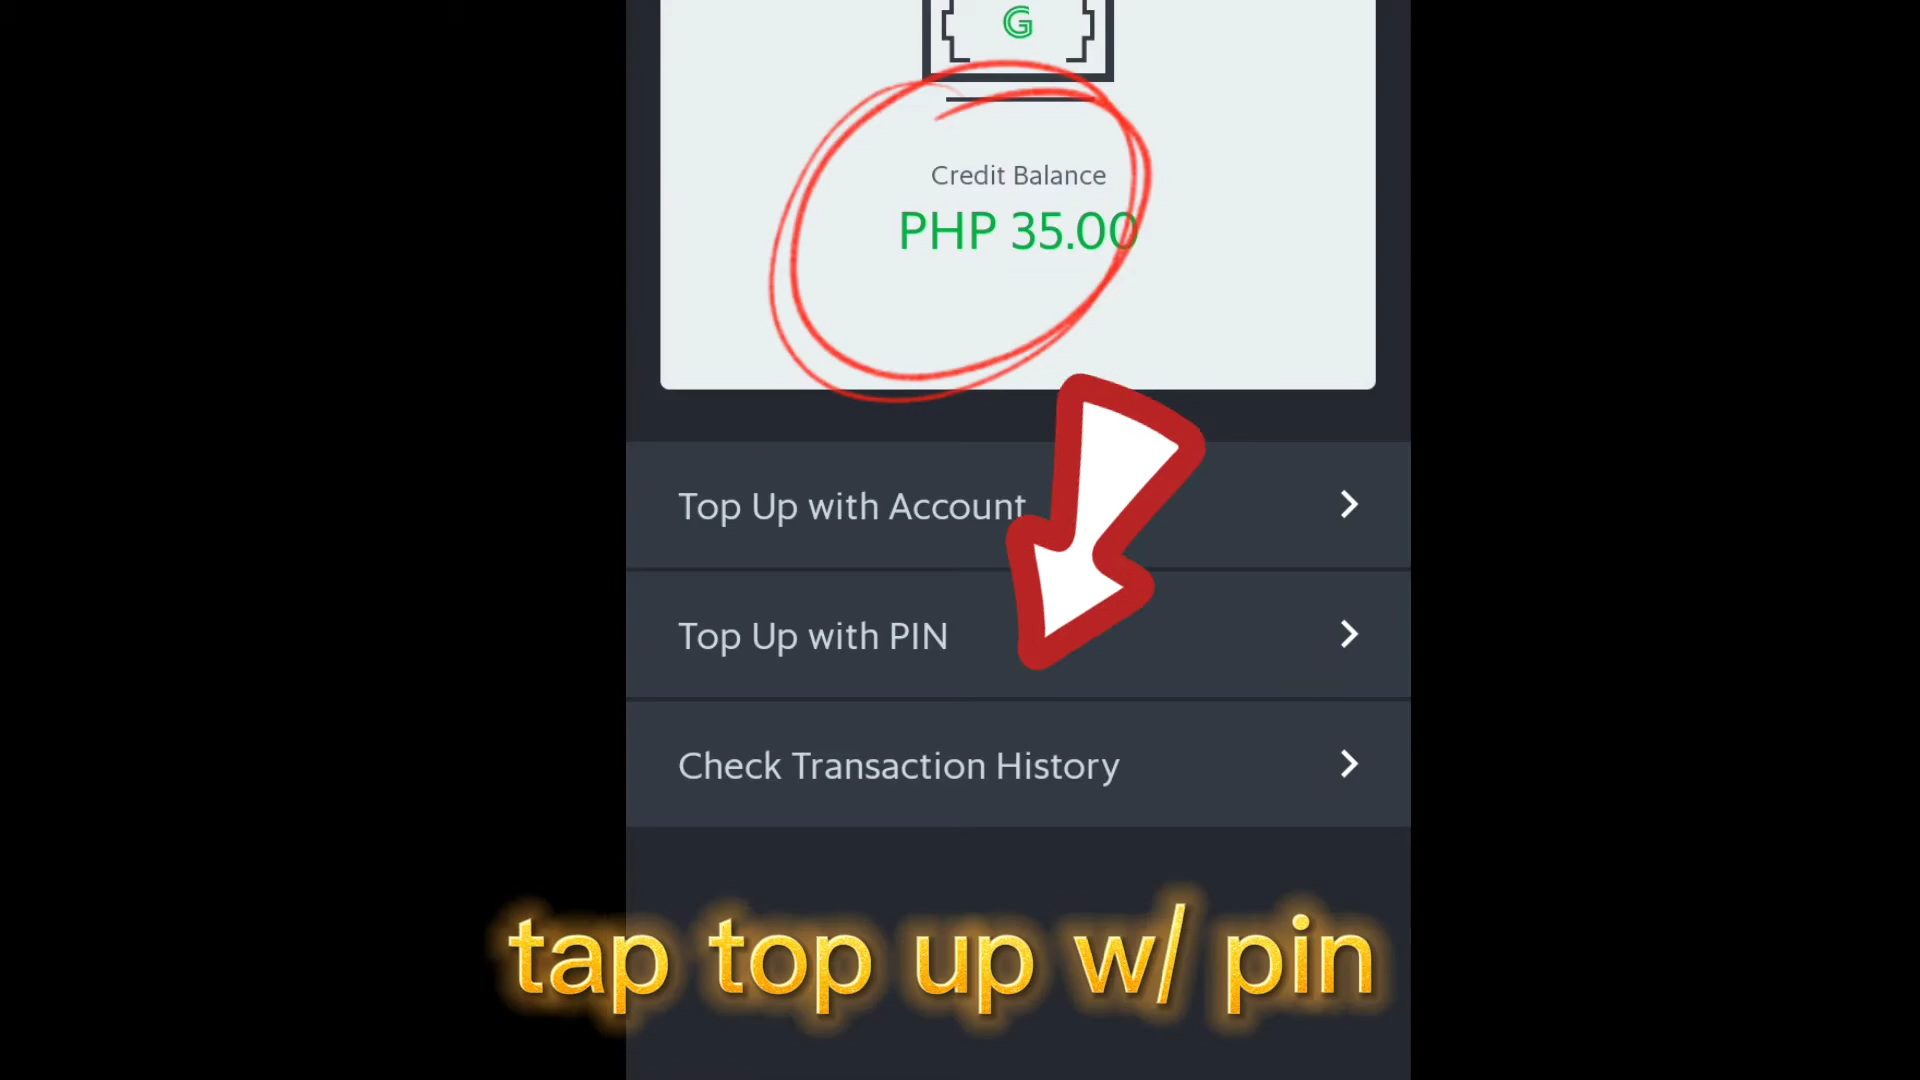 G
Credit Balance
PHP 35.00
Top Up with Account
Top Up with PIN
Check Transaction History
tap top up w/ pin